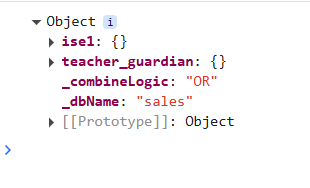 ▼ Object i
▶ ise1: {}
▶ teacher_guardian: {}
_combineLogic: "OR"
_dbName: "sales"
▶ [[Prototype]]: Object
>